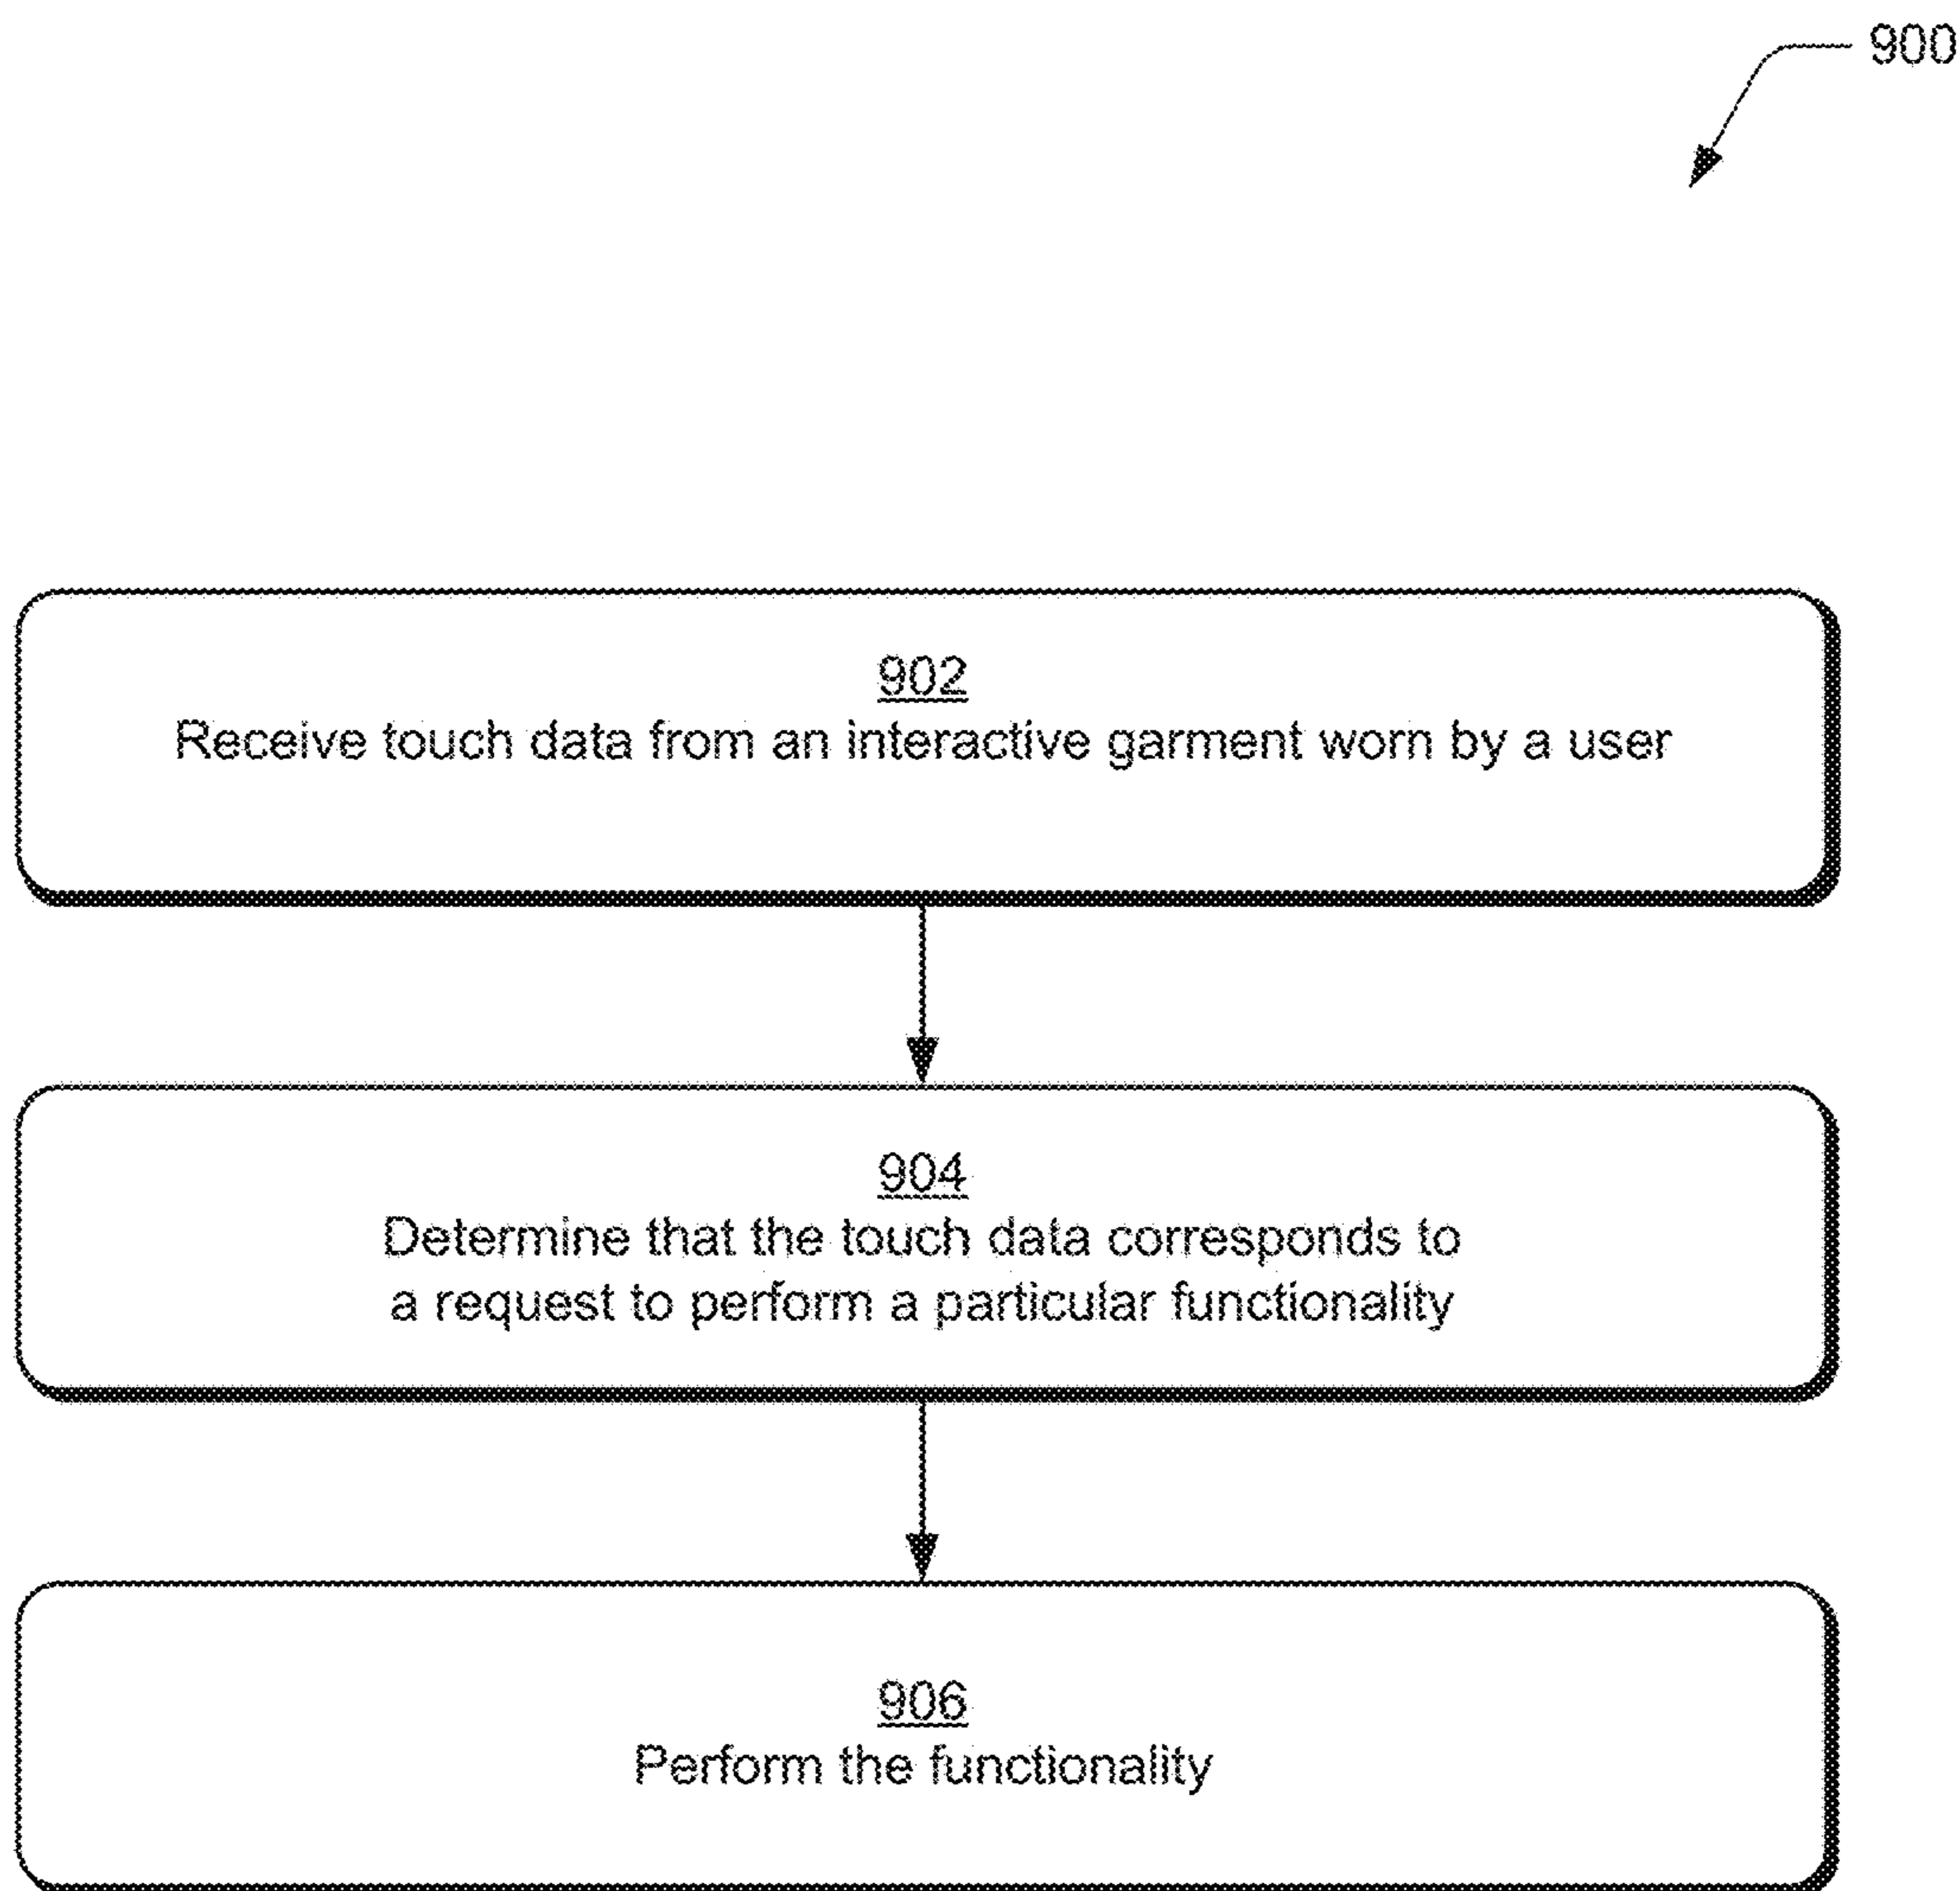 900
902
Receive touch data from an interactive garment worn by a user
904
Determine that the touch data corresponds to
a request to perform a particular functionality
906
Perform the functionality